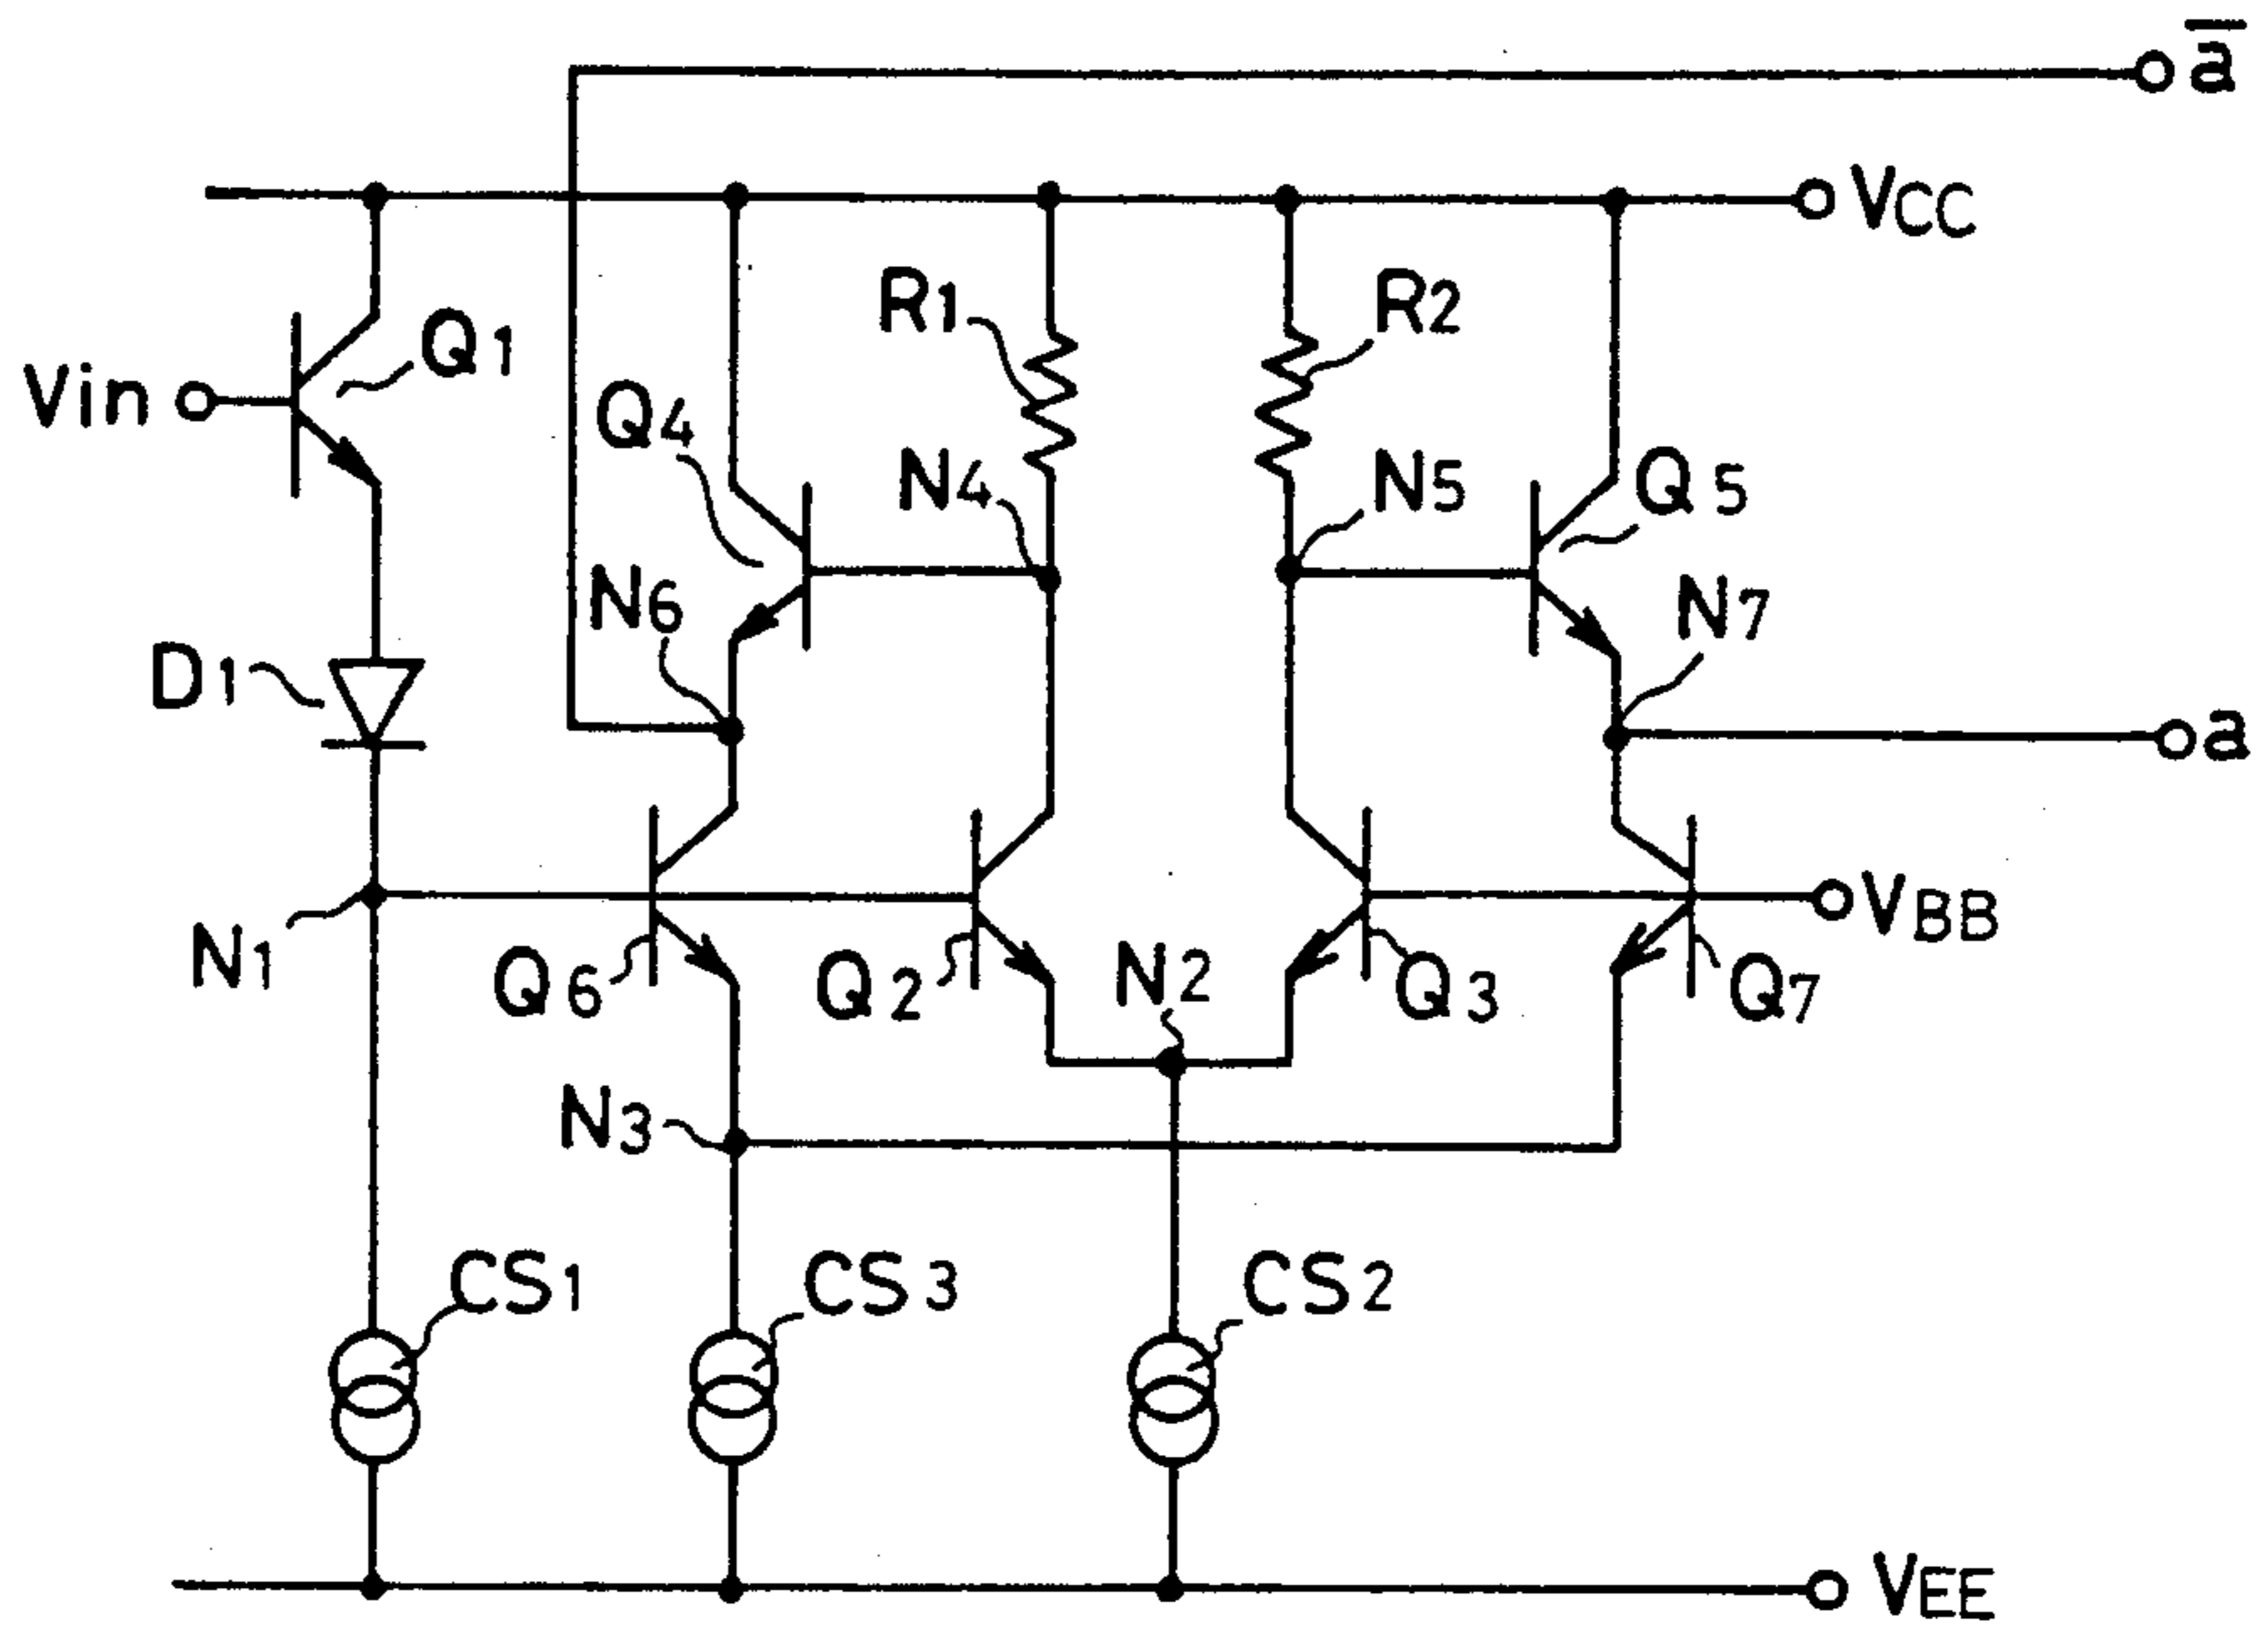 a̅
VCC
R1
R2
Vin
Q1
Q4
N4
N5
Q5
N6
N7
D1
a
VBB
N1
Q6
Q2
N2
Q3
Q7
N3
CS1
CS3
CS2
VEE